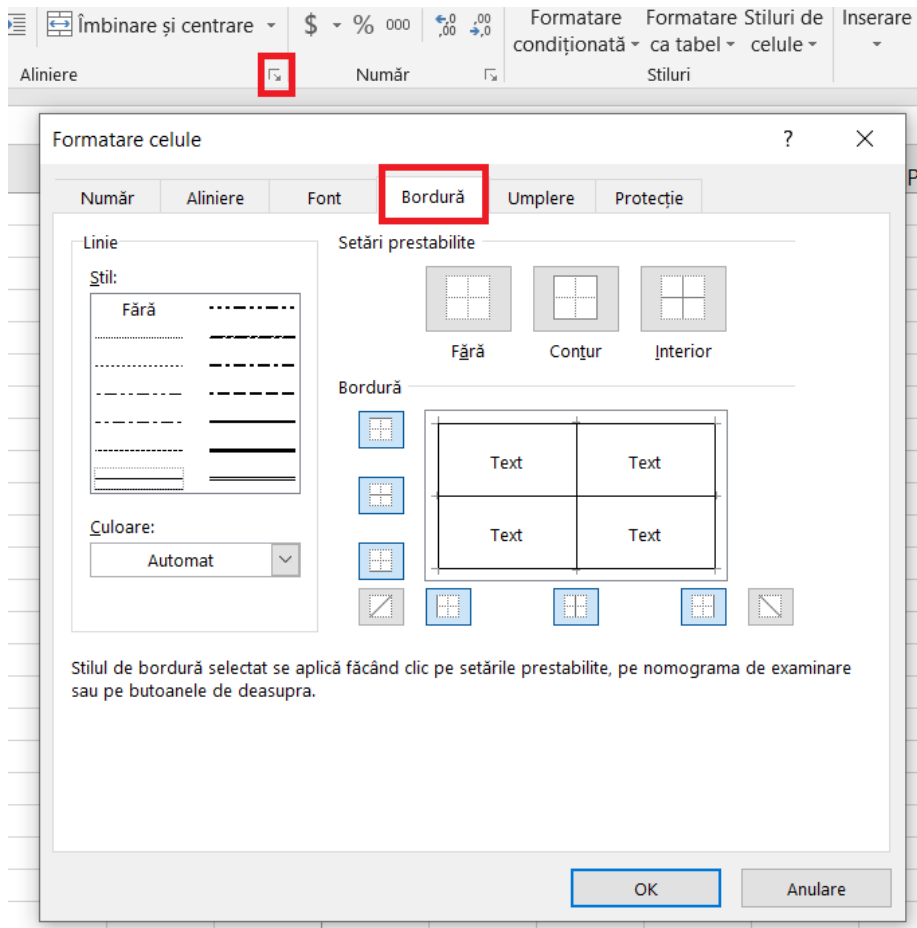 Îmbinare și centrare
$ % 000 ,00 ,0
Formatare condiționată
Formatare ca tabel
Stiluri de celule
Inserare
Aliniere
Număr
Stiluri
Formatare celule
? ×
Număr Aliniere Font Bordură Umplere Protecție
Linie
Stil:
Fără
Culoare:
Automat
Setări prestabilite
Fără Contur Interior
Bordură
Text Text
Text Text
Stilul de bordură selectat se aplică făcând clic pe setările prestabilite, pe nomograma de examinare
sau pe butoanele de deasupra.
OK Anulare